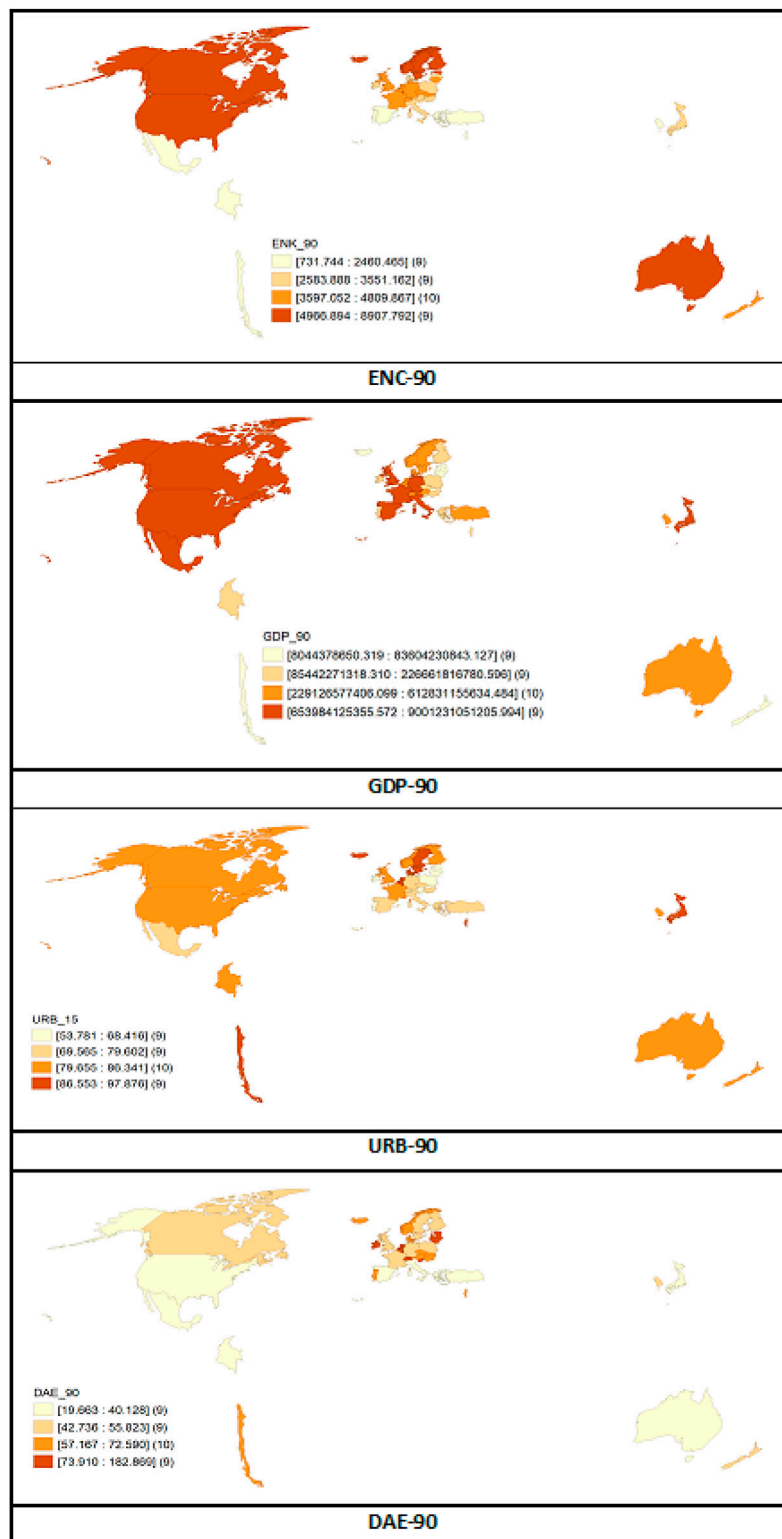 ENK_90
[731.744 : 2460.465] (9)
[2583.888 : 3551.162] (9)
[3597.052 : 4809.867] (10)
[4966.894 : 8907.792] (9)
ENC-90
GDP_90
[8044378650.319 : 83604230843.127] (9)
[85442271318.310 : 226661816780.596] (9)
[229126577406.099 : 612831155634.484] (10)
[653984125355.572 : 9001231051205.994] (9)
GDP-90
URB_15
[53.781 : 68.416] (9)
[69.565 : 79.602] (9)
[79.655 : 86.341] (10)
[86.553 : 97.876] (9)
URB-90
DAE_90
[19.663 : 40.128] (9)
[42.736 : 55.823] (9)
[57.167 : 72.590] (10)
[73.910 : 182.869] (9)
DAE-90